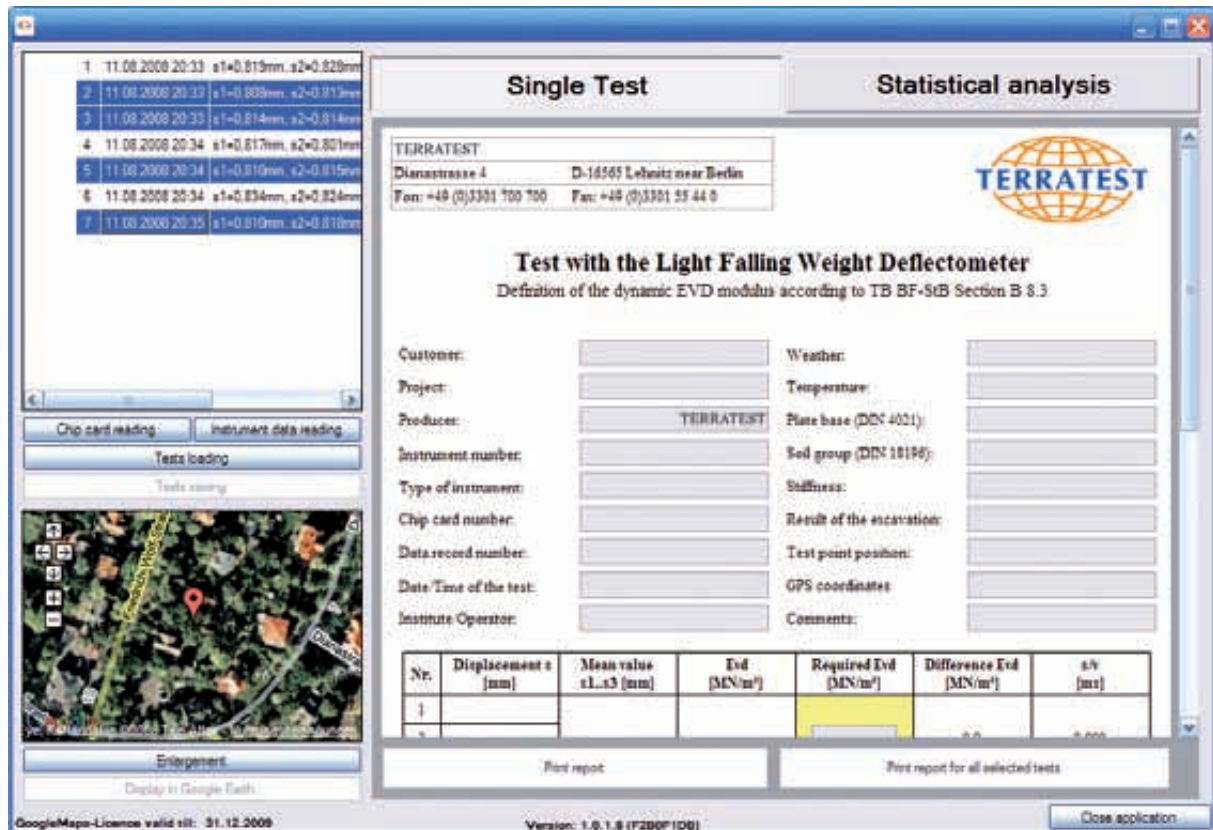 1 11.08.2008 20:33 s1=0.819mm, s2=0.828mm
2 11.08.2008 20:33 s1=0.808mm, s2=0.813mm
3 11.08.2008 20:33 s1=0.814mm, s2=0.814mm
4 11.08.2008 20:34 s1=0.817mm, s2=0.801mm
5 11.08.2008 20:34 s1=0.810mm, s2=0.815mm
6 11.08.2008 20:34 s1=0.834mm, s2=0.824mm
7 11.08.2008 20:35 s1=0.810mm, s2=0.818mm
Chip card reading
Instrument data reading
Tests loading
Tests saving
Dianastra
Enlargement
Display in Google Earth
GoogleMaps-Licence valid till: 31.12.2009
Single Test
Statistical analysis
TERRATEST
Dianastrasse 4 D-16565 Lehnitz near Berlin
Fon: +49 (0)3301 700 700 Fax: +49 (0)3301 55 44 0
TERRATEST
Test with the Light Falling Weight Deflectometer
Definition of the dynamic EVD modulus according to TB BF-StB Section B 8.3
Customer:
Project:
Producer: TERRATEST
Instrument number:
Type of instrument:
Chip card number:
Data record number:
Date/Time of the test:
Institute Operator:
Weather:
Temperature:
Plate base (DIN 4021):
Soil group (DIN 18196):
Stiffness:
Result of the excavation:
Test point position:
GPS coordinates
Comments:
Nr. Displacement s [mm] Mean value s1..s3 [mm] Evd [MN/m²] Required Evd [MN/m²] Difference Evd [MN/m²] s/v [ms]
1
2 0.0 0.000
Print report
Print report for all selected tests
Version: 1.0.1.8 (F2B0F1DB)
Close application